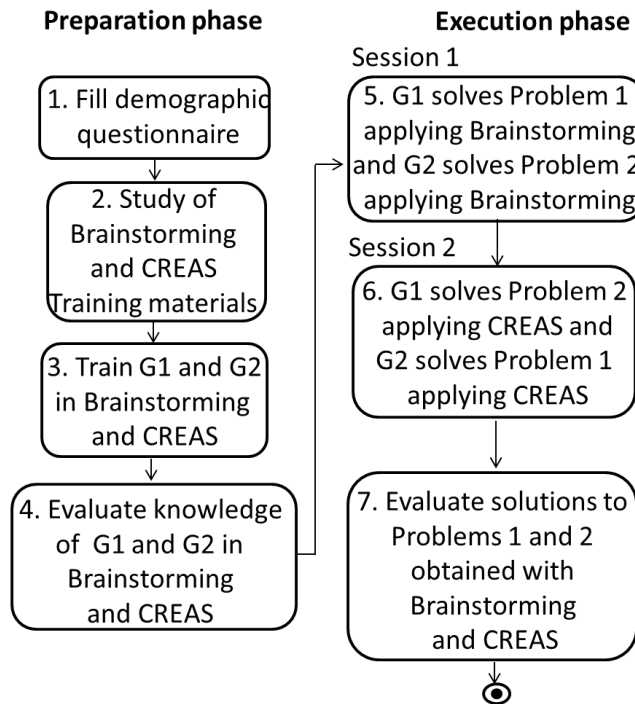 Preparation phase
1. Fill demographic
questionnaire
2. Study of
Brainstorming
and CREAS
Training materials
3. Train G1 and G2
in Brainstorming
and CREAS
4. Evaluate knowledge
of G1 and G2 in
Brainstorming
and CREAS
Execution phase
Session 1
5. G1 solves Problem 1
applying Brainstorming
and G2 solves Problem 2
applying Brainstorming
Session 2
6. G1 solves Problem 2
applying CREAS and
G2 solves Problem 1
applying CREAS
7. Evaluate solutions to
Problems 1 and 2
obtained with
Brainstorming
and CREAS